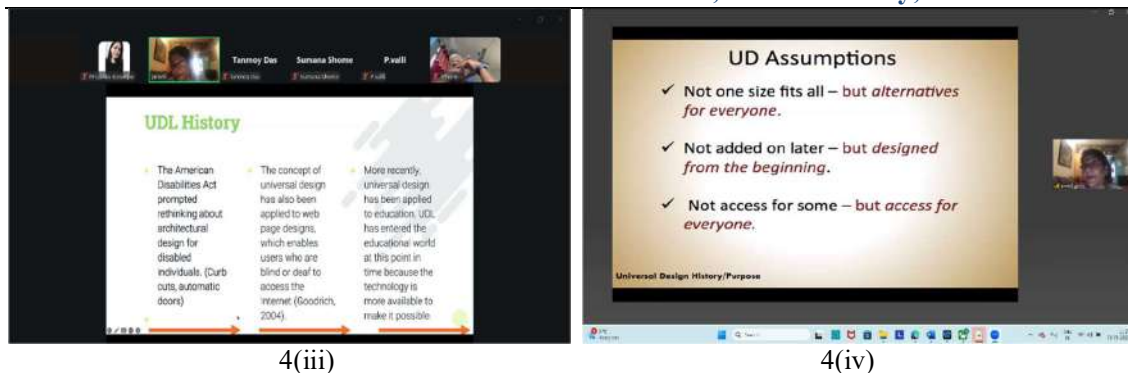 Tanmoy Das
Sumana Shome
P.valli
UDL History
The American
Disabilities Act
prompted
rethinking about
architectural
design for
disabled
individuals. (Curb
cuts, automatic
doors)
The concept of
universal design
has also been
applied to web
page designs,
which enables
users who are
blind or deaf to
access the
Internet (Goodrich,
2004).
More recently,
universal design
has been applied
to education. UDL
has entered the
educational world
at this point in
time because the
technology is
more available to
make it possible
4(iii)
UD Assumptions
✓ Not one size fits all – but alternatives
for everyone.
✓ Not added on later – but designed
from the beginning.
✓ Not access for some – but access for
everyone.
Universal Design History/Purpose
Search
4(iv)